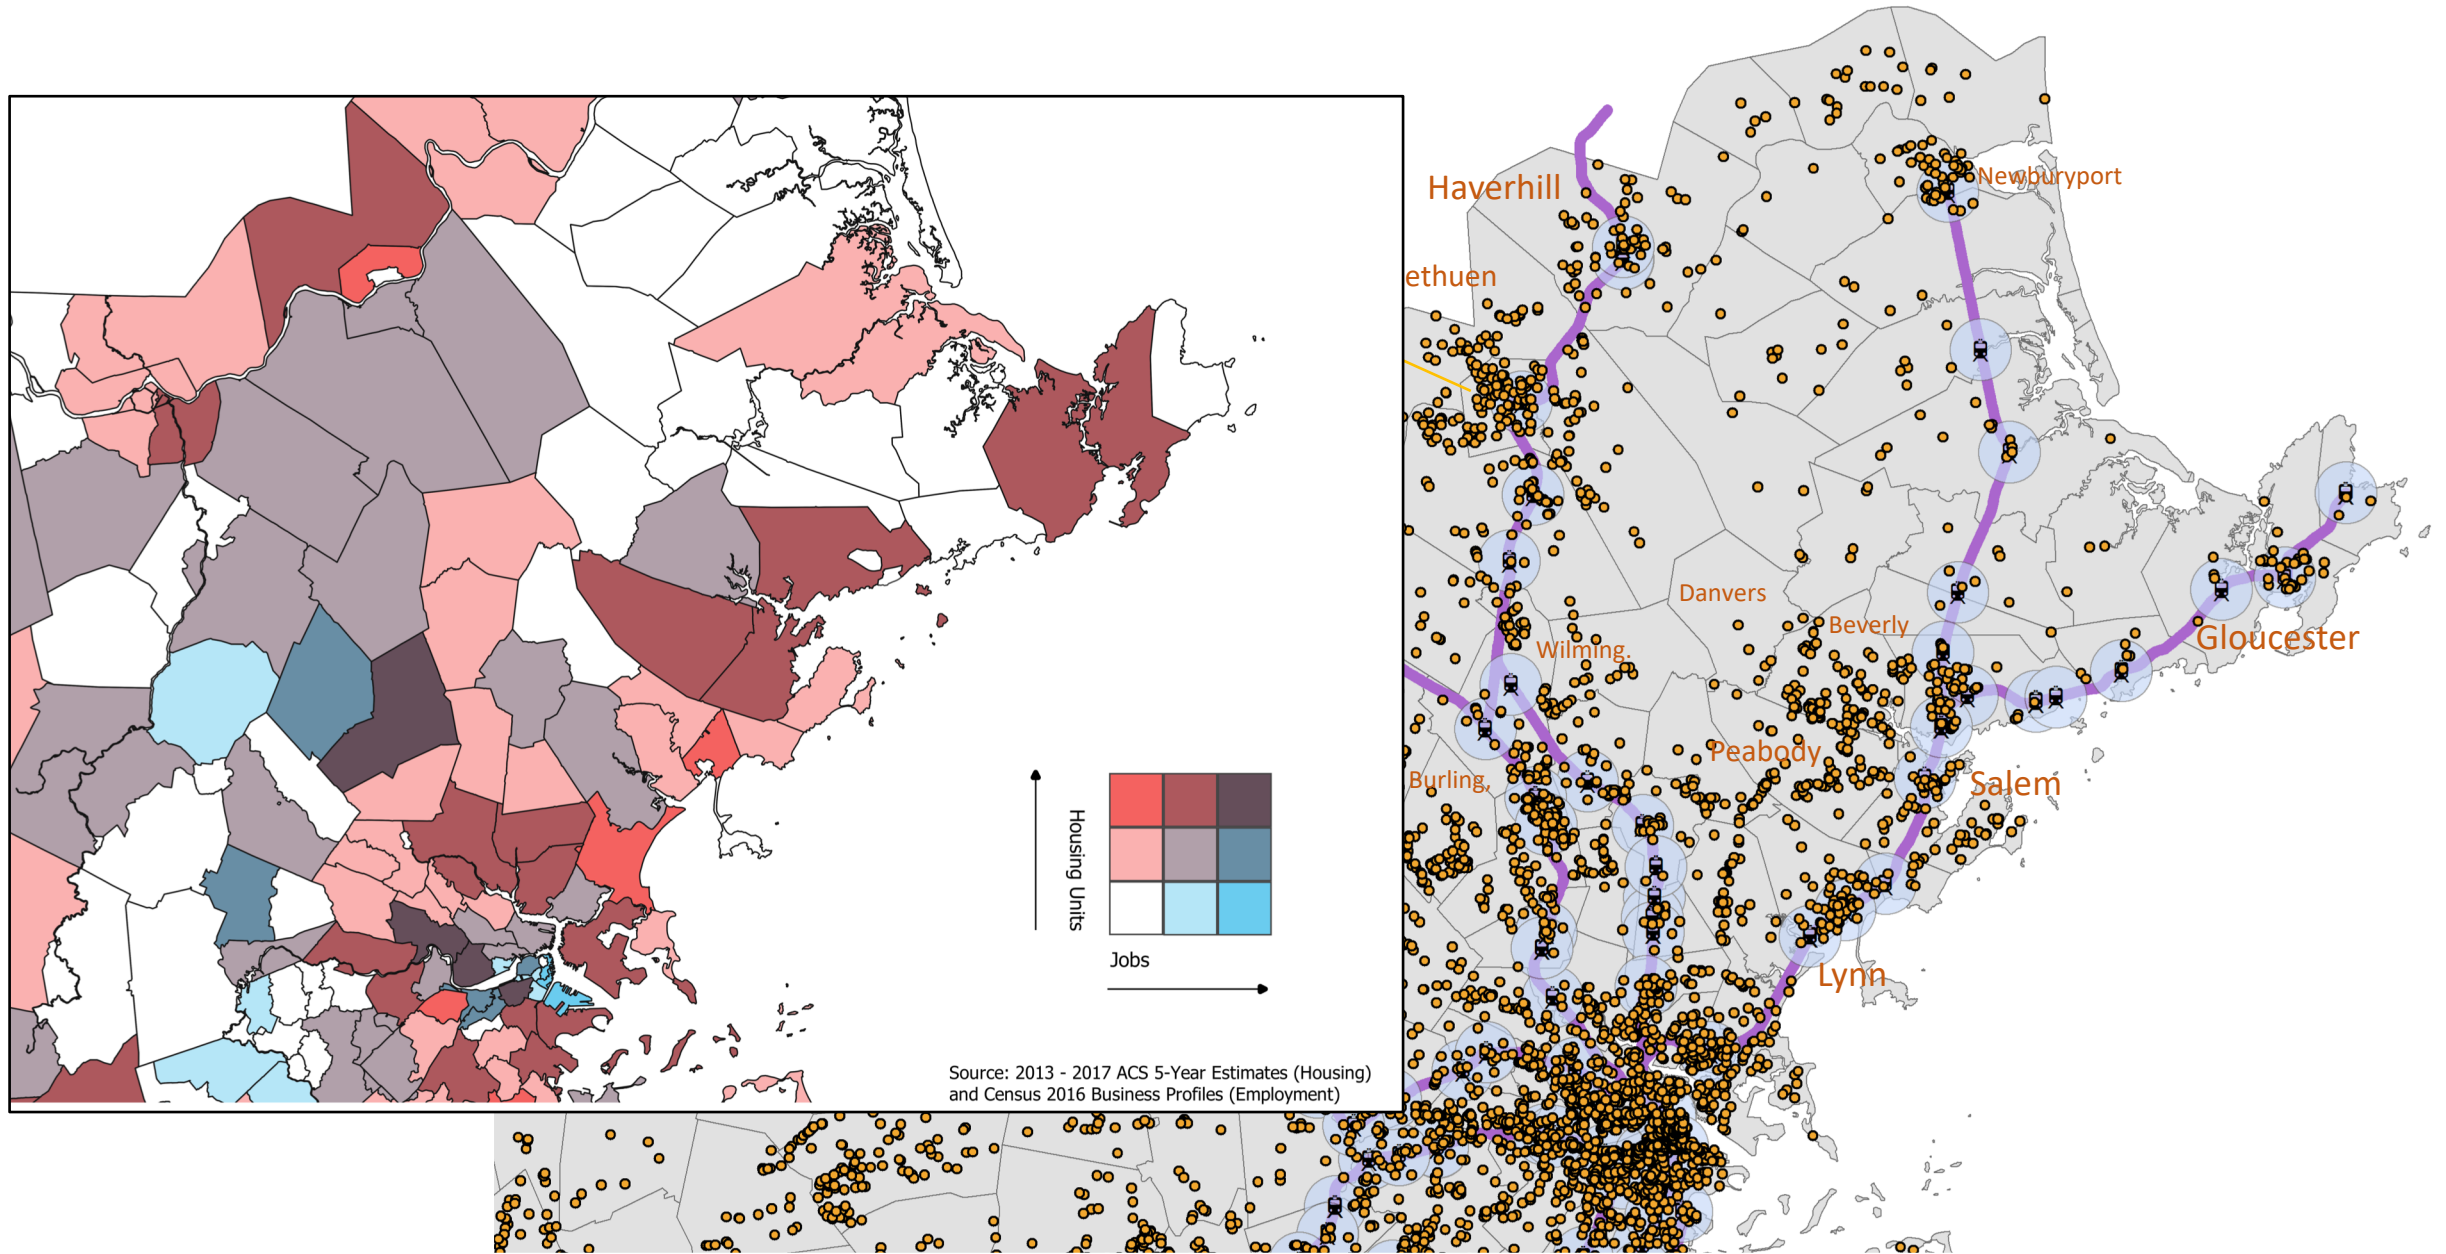 Haverhill
Newburyport
ethuen
Danvers
Beverly
Gloucester
Wilming.
Peabody
Burling,
Salem
Lynn
Housing Units
Jobs
Source: 2013 - 2017 ACS 5-Year Estimates (Housing)
and Census 2016 Business Profiles (Employment)